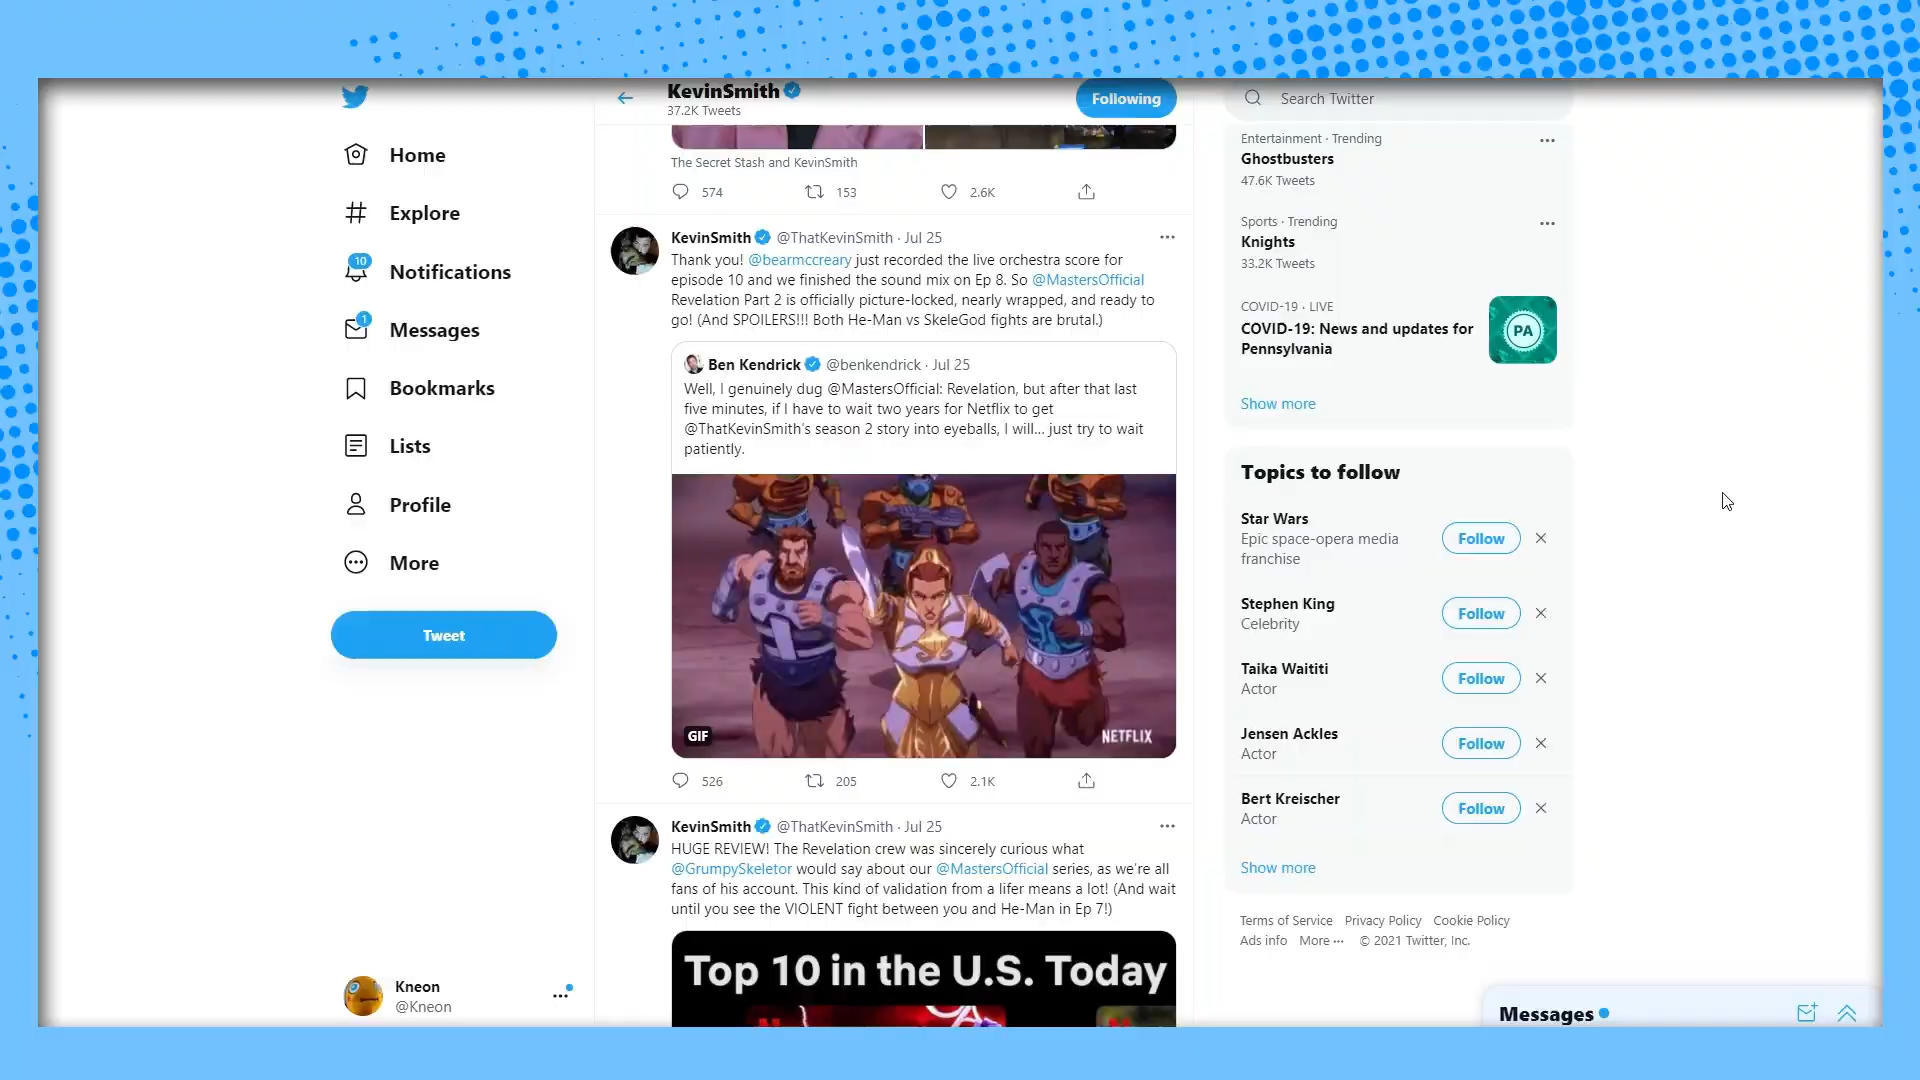 Home
Explore
10
Notifications
1
Messages
Bookmarks
Lists
Profile
More
Tweet
Kneon
@Kneon
KevinSmith
37.2K Tweets
Following
The Secret Stash and KevinSmith
574 153 2.6K
KevinSmith @ThatKevinSmith · Jul 25
Thank you! @bearmccreary just recorded the live orchestra score for
episode 10 and we finished the sound mix on Ep 8. So @MastersOfficial
Revelation Part 2 is officially picture-locked, nearly wrapped, and ready to
go! (And SPOILERS!!! Both He-Man vs SkeleGod fights are brutal.)
Ben Kendrick @benkendrick · Jul 25
Well, I genuinely dug @MastersOfficial: Revelation, but after that last
five minutes, if I have to wait two years for Netflix to get
@ThatKevinSmith's season 2 story into eyeballs, I will... just try to wait
patiently.
GIF
NETFLIX
526 205 2.1K
KevinSmith @ThatKevinSmith · Jul 25
HUGE REVIEW! The Revelation crew was sincerely curious what
@GrumpySkeletor would say about our @MastersOfficial series, as we're all
fans of his account. This kind of validation from a lifer means a lot! (And wait
until you see the VIOLENT fight between you and He-Man in Ep 7!)
Top 10 in the U.S. Today
Search Twitter
Entertainment · Trending
Ghostbusters
47.6K Tweets
Sports · Trending
Knights
33.2K Tweets
COVID-19 · LIVE
COVID-19: News and updates for
Pennsylvania
PA
Show more
Topics to follow
Star Wars
Epic space-opera media
franchise
Follow
Stephen King
Celebrity
Follow
Taika Waititi
Actor
Follow
Jensen Ackles
Actor
Follow
Bert Kreischer
Actor
Follow
Show more
Terms of Service Privacy Policy Cookie Policy
Ads info More ··· © 2021 Twitter, Inc.
Messages